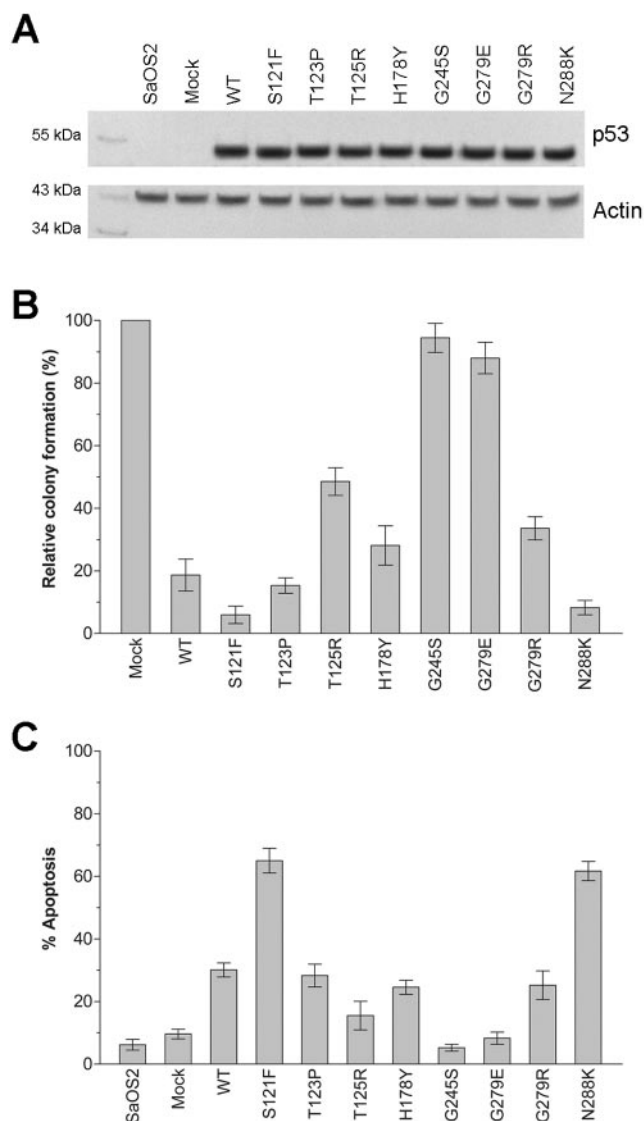 A
SaOS2 Mock WT S121F T123P T125R H178Y G245S G279E G279R N288K
55 kDa
p53
43 kDa
34 kDa
Actin
B
Relative colony formation (%)
100
80
60
40
20
0
Mock WT S121F T123P T125R H178Y G245S G279E G279R N288K
C
% Apoptosis
100
80
60
40
20
0
SaOS2 Mock WT S121F T123P T125R H178Y G245S G279E G279R N288K